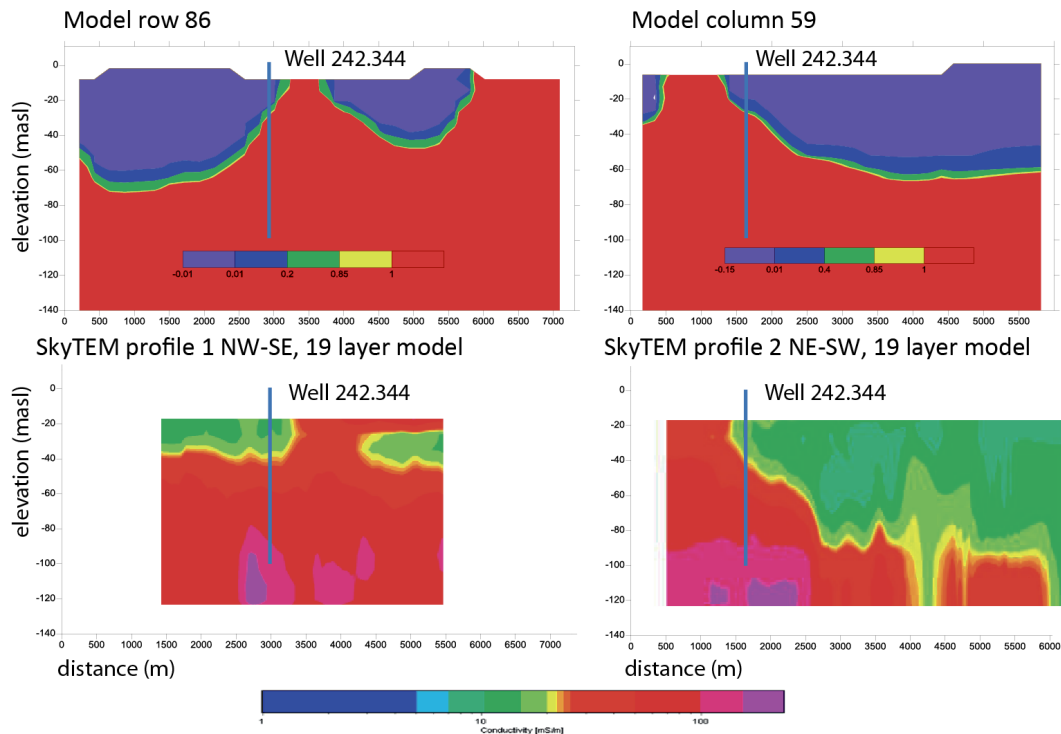 Model row 86
Model column 59
Well 242.344
Well 242.344
elevation (masl)
0
-20
-40
-60
-80
-100
-120
-140
-0.01 0.01 0.2 0.85 1
0 500 1000 1500 2000 2500 3000 3500 4000 4500 5000 5500 6000 6500 7000
0
-20
-40
-60
-80
-100
-120
-140
-0.15 0.01 0.4 0.85 1
0 500 1000 1500 2000 2500 3000 3500 4000 4500 5000 5500
SkyTEM profile 1 NW-SE, 19 layer model
SkyTEM profile 2 NE-SW, 19 layer model
Well 242.344
Well 242.344
elevation (masl)
0
-20
-40
-60
-80
-100
-120
-140
0 500 1000 1500 2000 2500 3000 3500 4000 4500 5000 5500 6000 6500 7000
0
-20
-40
-60
-80
-100
-120
-140
0 500 1000 1500 2000 2500 3000 3500 4000 4500 5000 5500 6000
distance (m)
distance (m)
1 10 100
Conductivity [mS/m]